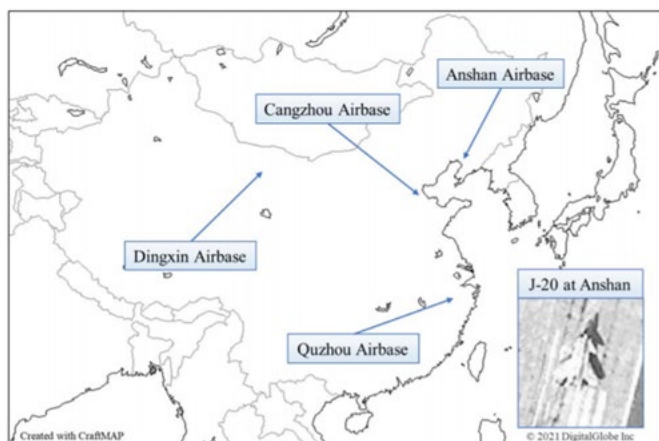 Anshan Airbase
Cangzhou Airbase
Dingxin Airbase
J-20 at Anshan
Quzhou Airbase
Created with CraftMAP
© 2021 DigitalGlobe Inc